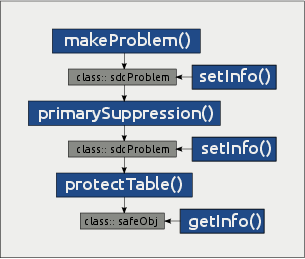 makeProblem()
class:: sdcProblem
setInfo()
primarySuppression()
class:: sdcProblem
setInfo()
protectTable()
class:: safeObj
getInfo()